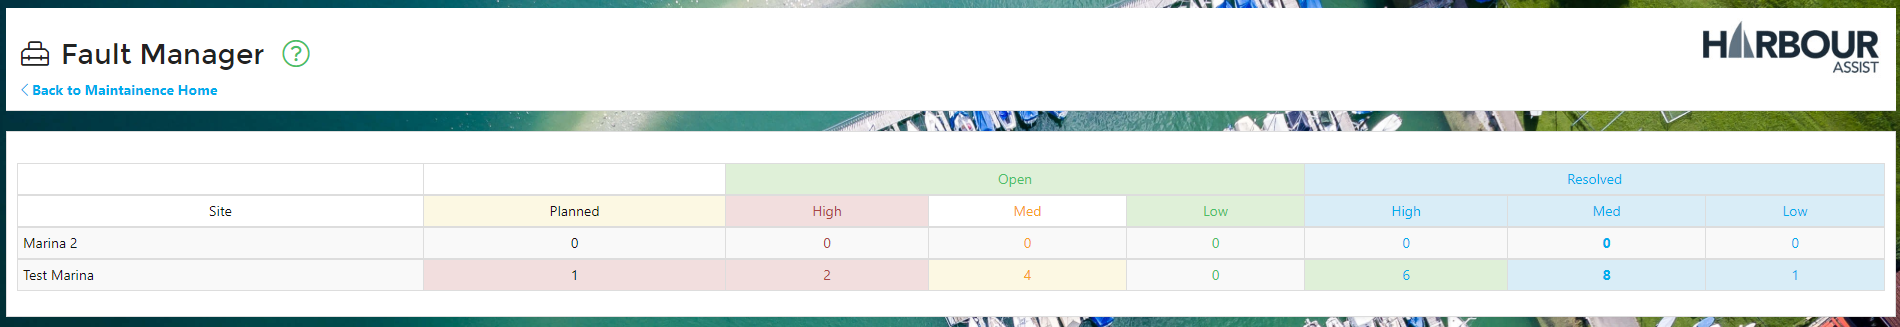 Fault Manager ?
HARBOUR
ASSIST
Back to Maintainence Home
Open Resolved
Site Planned High Med Low High Med Low
Marina 2 0 0 0 0 0 0 0
Test Marina 1 2 4 0 6 8 1